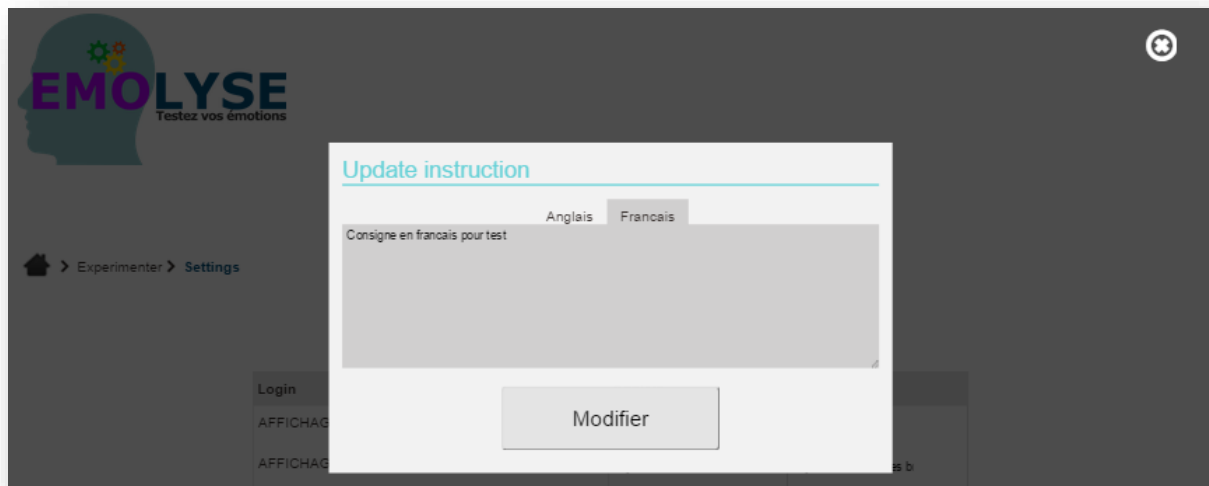 EMOLYSE
Testez vos émotions
Update instruction
Anglais Francais
Consigne en francais pour test
Experimenter Settings
Login
AFFICHAG
Modifier
AFFICHAG es b